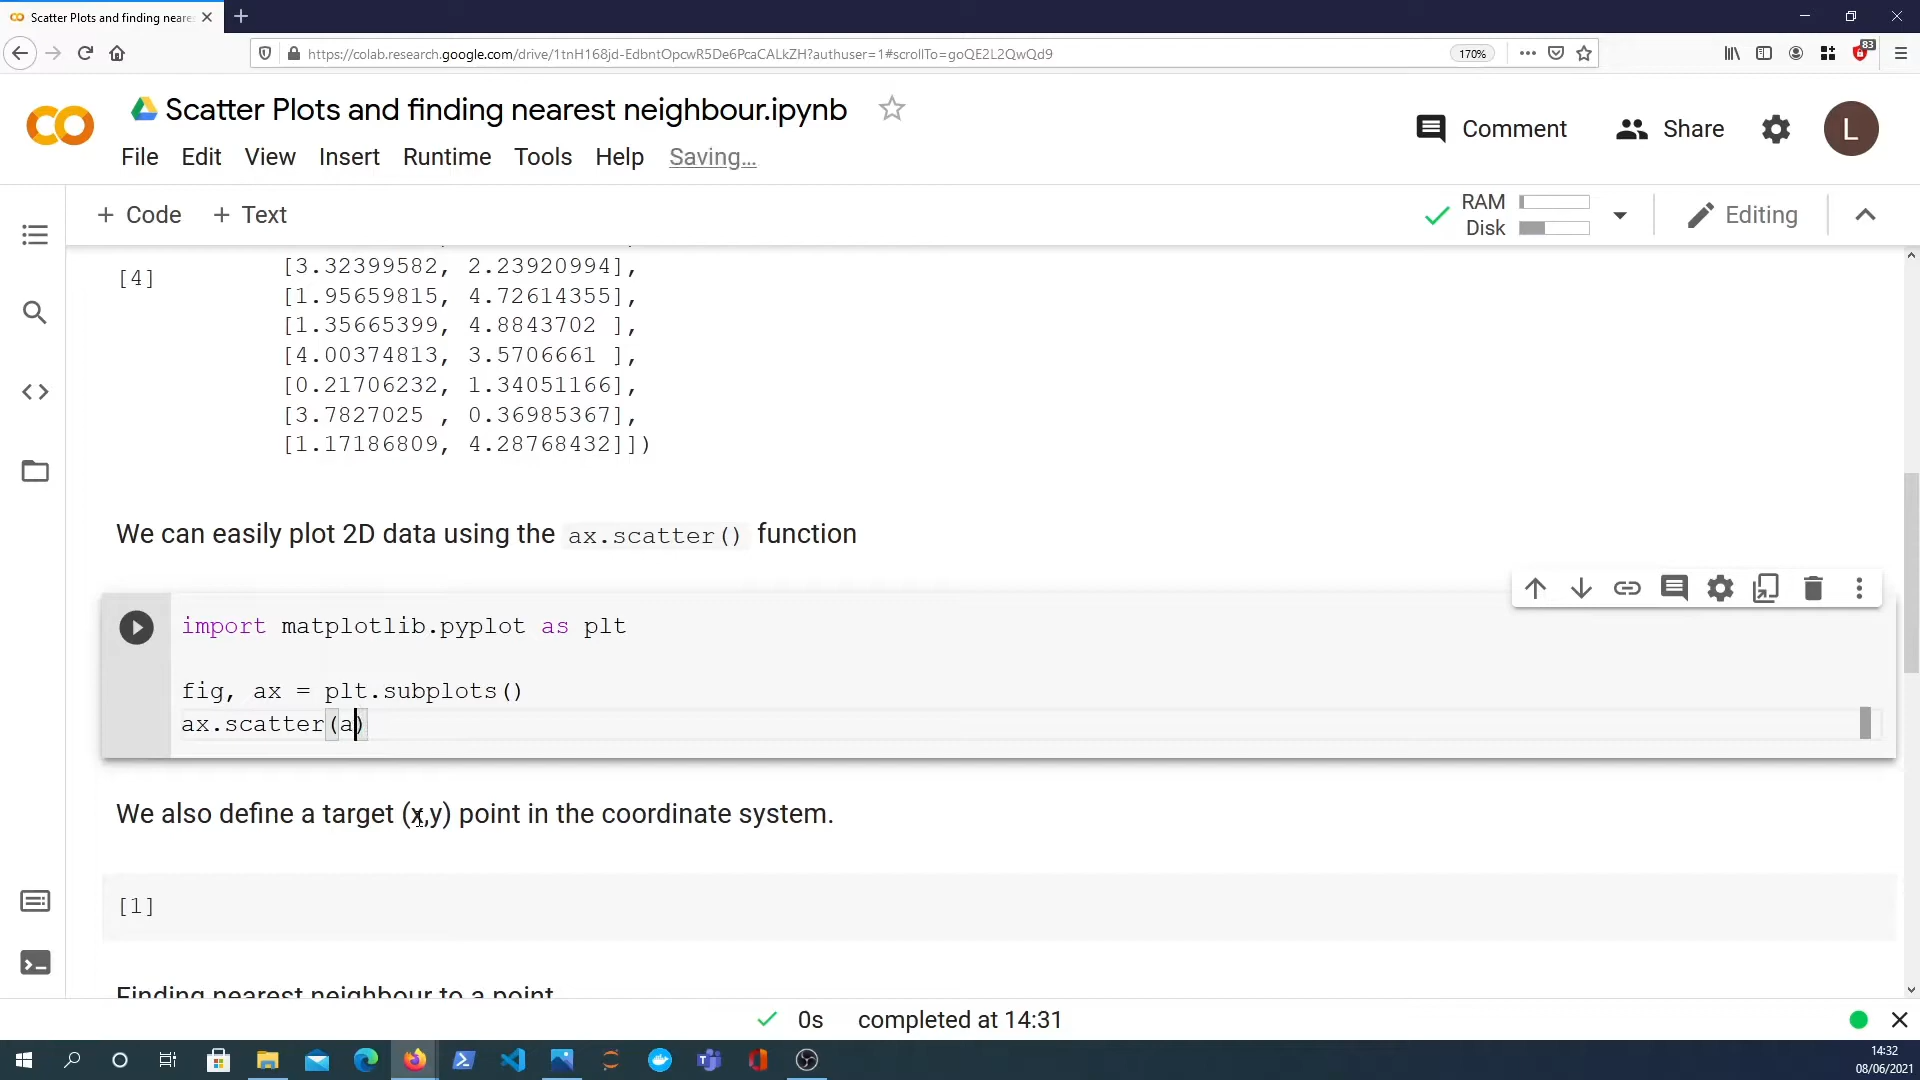 Scatter Plots and finding neare
https://colab.research.google.com/drive/1tnH168jd-EdbntOpcwR5De6PcaCALkZH?authuser=1#scrollTo=goQE2L2QwQd9
170%
83
Scatter Plots and finding nearest neighbour.ipynb
Comment
Share
L
File Edit View Insert Runtime Tools Help Saving...
+ Code + Text
RAM
Disk
Editing
[4]
[3.32399582, 2.23920994],
[1.95659815, 4.72614355],
[1.35665399, 4.8843702 ],
[4.00374813, 3.5706661 ],
[0.21706232, 1.34051166],
[3.7827025 , 0.36985367],
[1.17186809, 4.28768432]])
We can easily plot 2D data using the ax.scatter() function
import matplotlib.pyplot as plt
fig, ax = plt.subplots()
ax.scatter(a)
We also define a target (x,y) point in the coordinate system.
[1]
Finding nearest neighbour to a point
0s completed at 14:31
14:32
08/06/2021